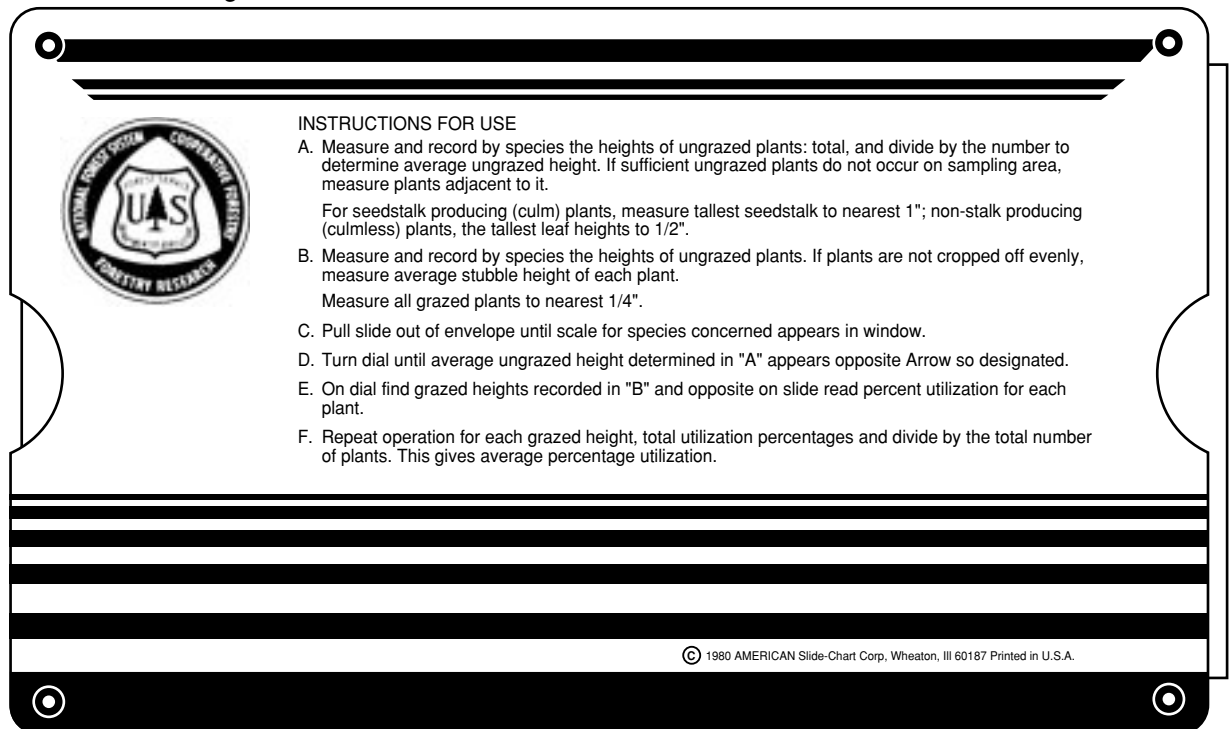 NATIONAL FOREST SYSTEM
COOPERATIVE FORESTRY
FOREST SERVICE
U S
FORESTRY RESEARCH
INSTRUCTIONS FOR USE
A. Measure and record by species the heights of ungrazed plants: total, and divide by the number to
determine average ungrazed height. If sufficient ungrazed plants do not occur on sampling area,
measure plants adjacent to it.
For seedstalk producing (culm) plants, measure tallest seedstalk to nearest 1"; non-stalk producing
(culmless) plants, the tallest leaf heights to 1/2".
B. Measure and record by species the heights of ungrazed plants. If plants are not cropped off evenly,
measure average stubble height of each plant.
Measure all grazed plants to nearest 1/4".
C. Pull slide out of envelope until scale for species concerned appears in window.
D. Turn dial until average ungrazed height determined in "A" appears opposite Arrow so designated.
E. On dial find grazed heights recorded in "B" and opposite on slide read percent utilization for each
plant.
F. Repeat operation for each grazed height, total utilization percentages and divide by the total number
of plants. This gives average percentage utilization.
© 1980 AMERICAN Slide-Chart Corp, Wheaton, Ill 60187 Printed in U.S.A.